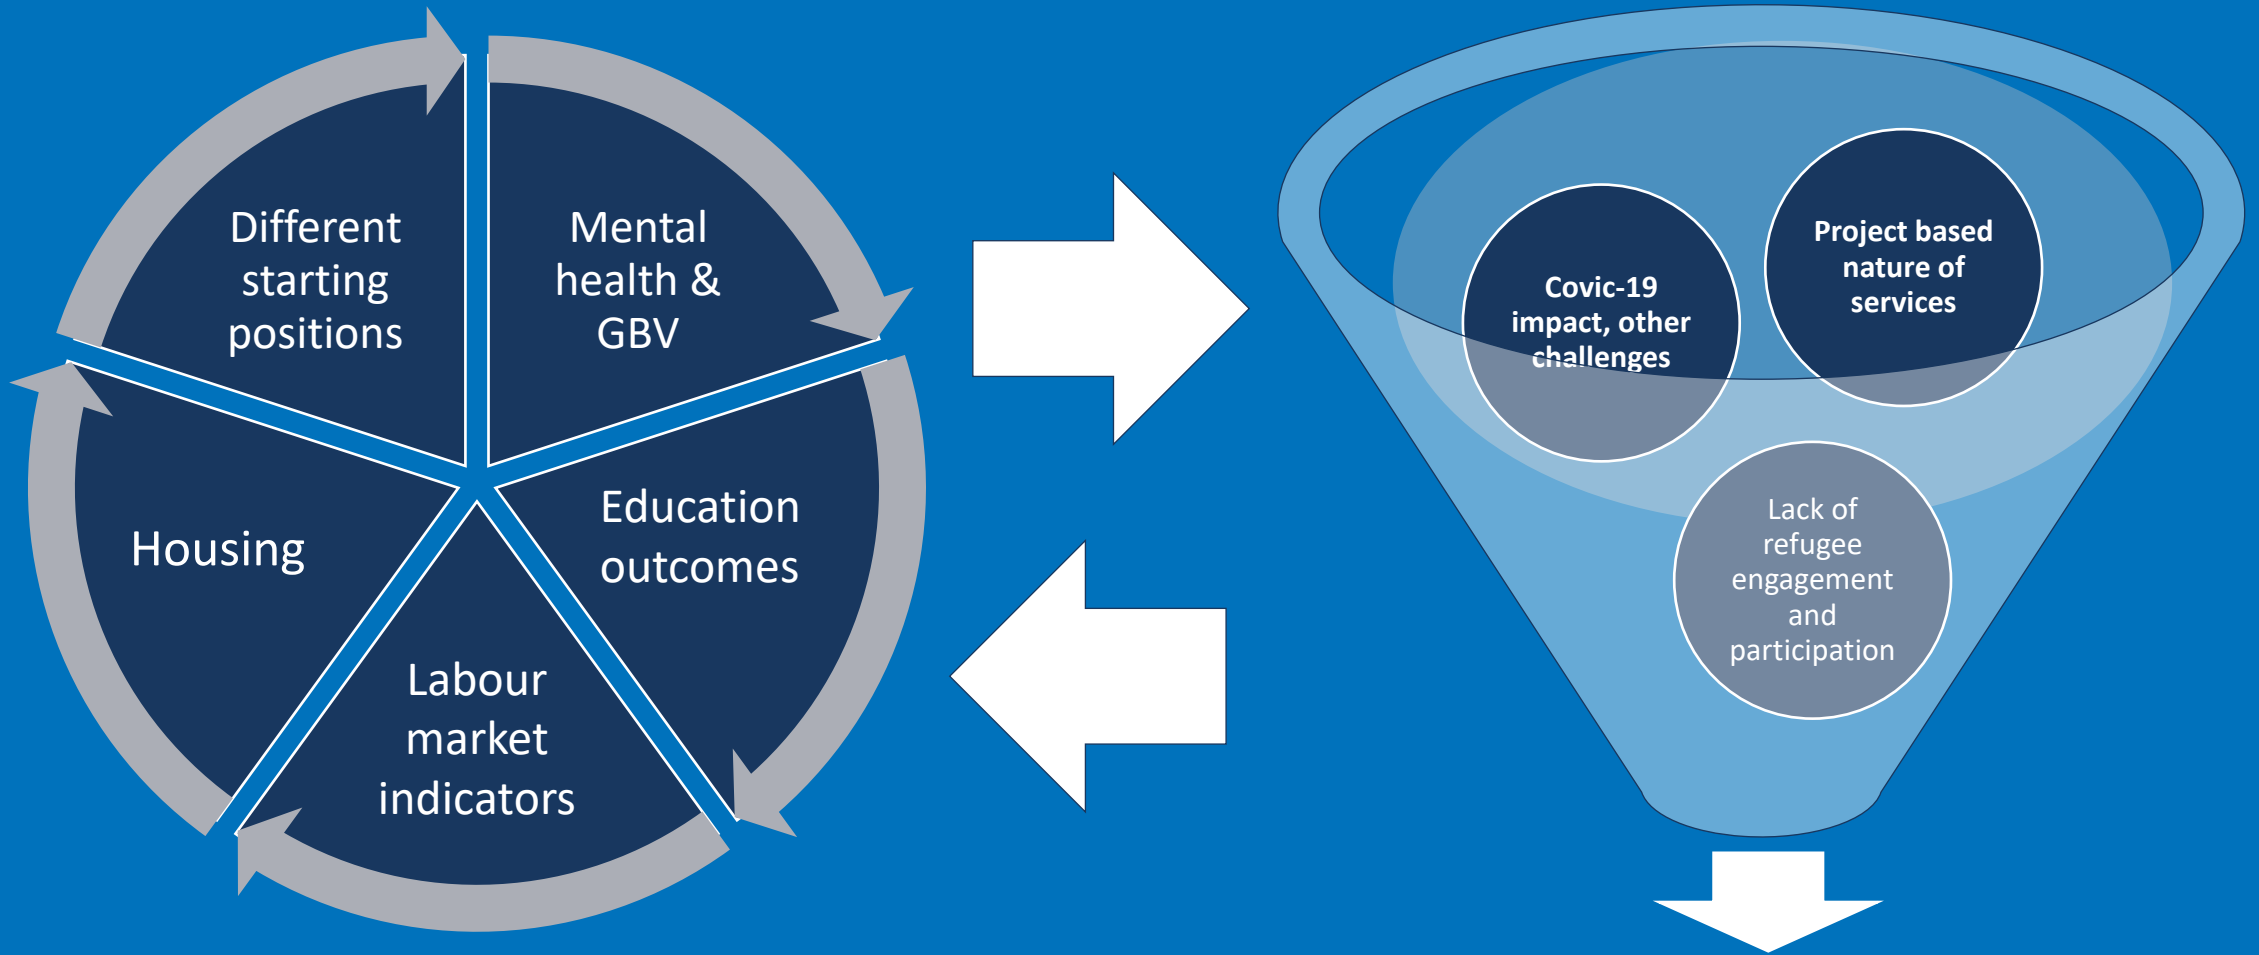 Different
starting
positions
Mental
health &
GBV
Education
outcomes
Labour
market
indicators
Housing
Covic-19
impact, other
challenges
Project based
nature of
services
Lack of
refugee
engagement
and
participation